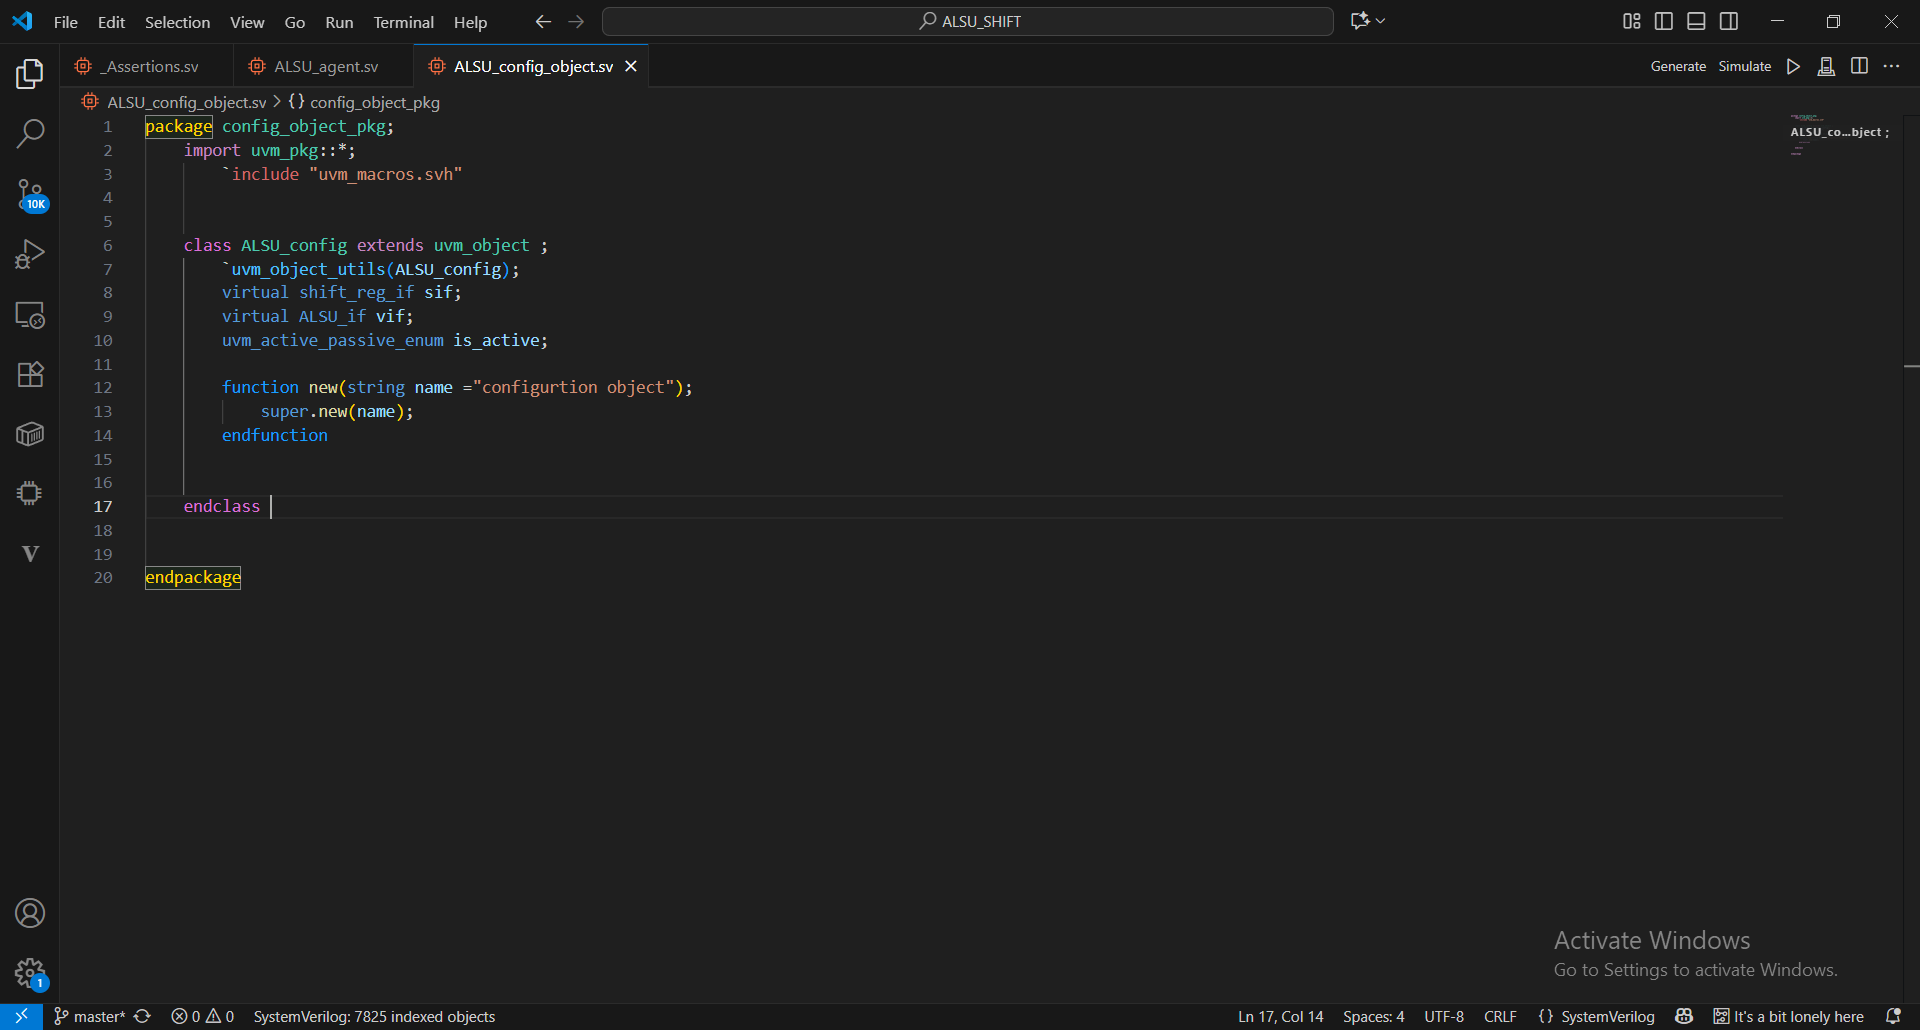 File Edit Selection View Go Run Terminal Help
ALSU_SHIFT
_Assertions.sv
ALSU_agent.sv
ALSU_config_object.sv
Generate Simulate
ALSU_config_object.sv > {} config_object_pkg
1 package config_object_pkg;
2 import uvm_pkg::*;
3 `include "uvm_macros.svh"
4
5
6 class ALSU_config extends uvm_object ;
7 `uvm_object_utils(ALSU_config);
8 virtual shift_reg_if sif;
9 virtual ALSU_if vif;
10 uvm_active_passive_enum is_active;
11
12 function new(string name ="configurtion object");
13 super.new(name);
14 endfunction
15
16
17 endclass
18
19
20 endpackage
ALSU_co...bject ;
10K
V
1
Activate Windows
Go to Settings to activate Windows.
master* 0 0 SystemVerilog: 7825 indexed objects
Ln 17, Col 14 Spaces: 4 UTF-8 CRLF {} SystemVerilog It's a bit lonely here